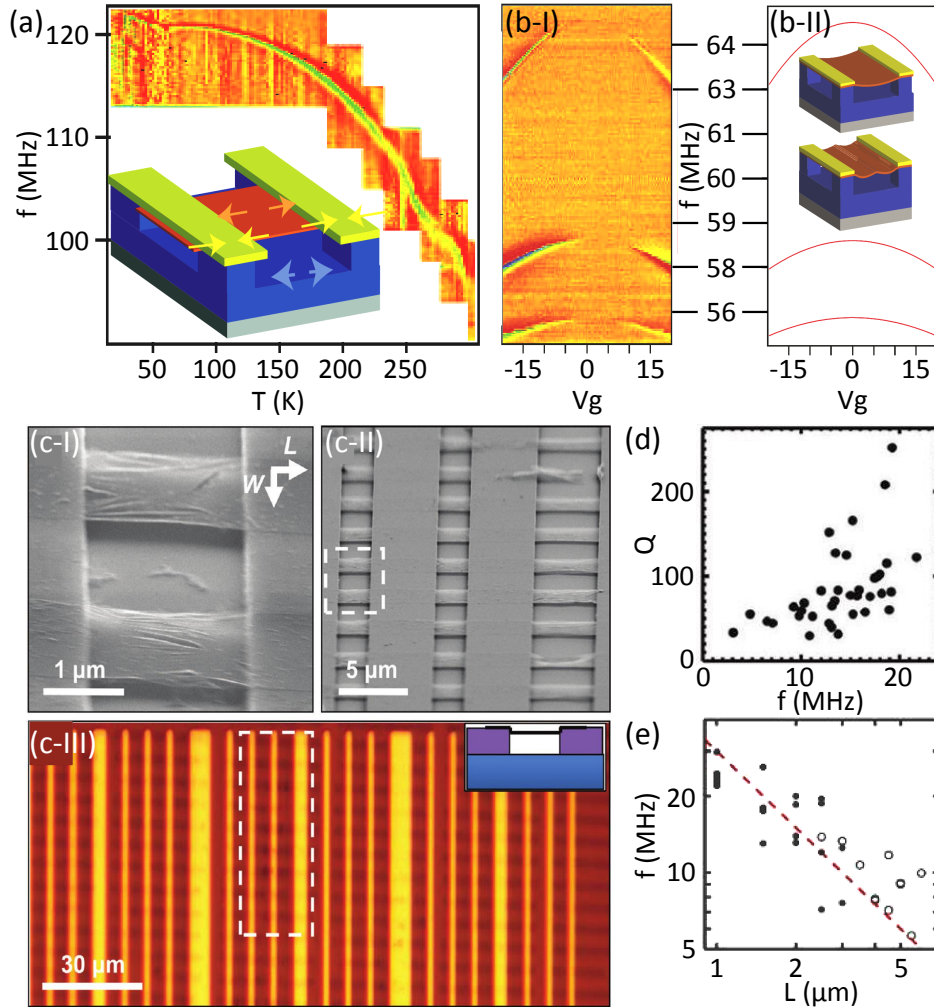 (a)
120
110
100
f (MHz)
50
100
150
200
250
T (K)
(b-I)
-15
0
15
Vg
64
63
61
60
59
58
56
f (MHz)
(b-II)
-15
0
15
Vg
(c-I)
L
W
1 µm
(c-II)
5 µm
(d)
200
100
0
Q
0
10
20
f (MHz)
(c-III)
30 µm
(e)
20
10
5
f (MHz)
1
2
5
L (µm)